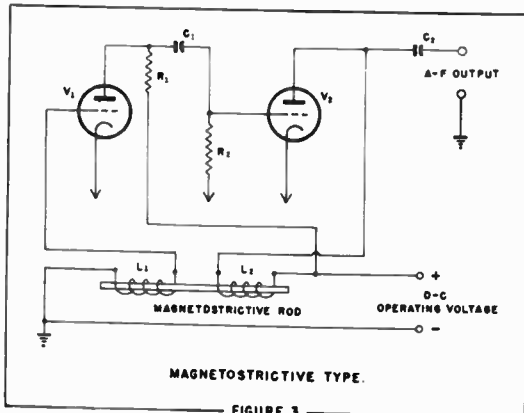 C₁
C₂
R₁
A-F OUTPUT
V₁
V₂
R₂
L₁
L₂
+
MAGNETOSTRICTIVE ROD
D-C
OPERATING VOLTAGE
-
MAGNETOSTRICTIVE TYPE.
FIGURE 3